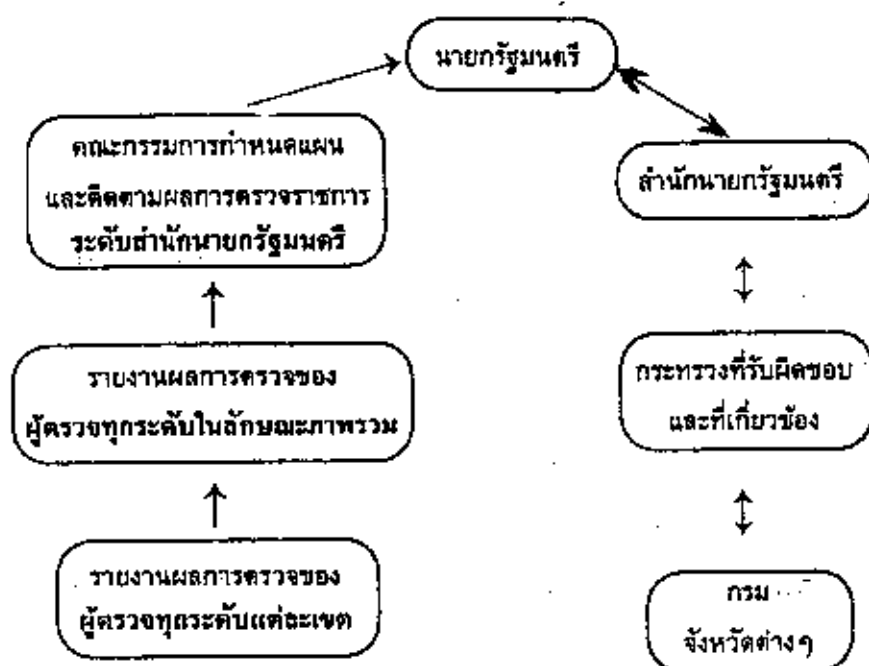 นายกรัฐมนตรี
คณะกรรมการกำหนดแผน
และติดตามผลการตรวจราชการ
ระดับสำนักนายกรัฐมนตรี
สำนักนายกรัฐมนตรี
รายงานผลการตรวจของ
ผู้ตรวจทุกระดับในลักษณะภาพรวม
กระทรวงที่รับผิดชอบ
และที่เกี่ยวข้อง
รายงานผลการตรวจของ
ผู้ตรวจทุกระดับแต่ละเขต
กรม
จังหวัดต่างๆ